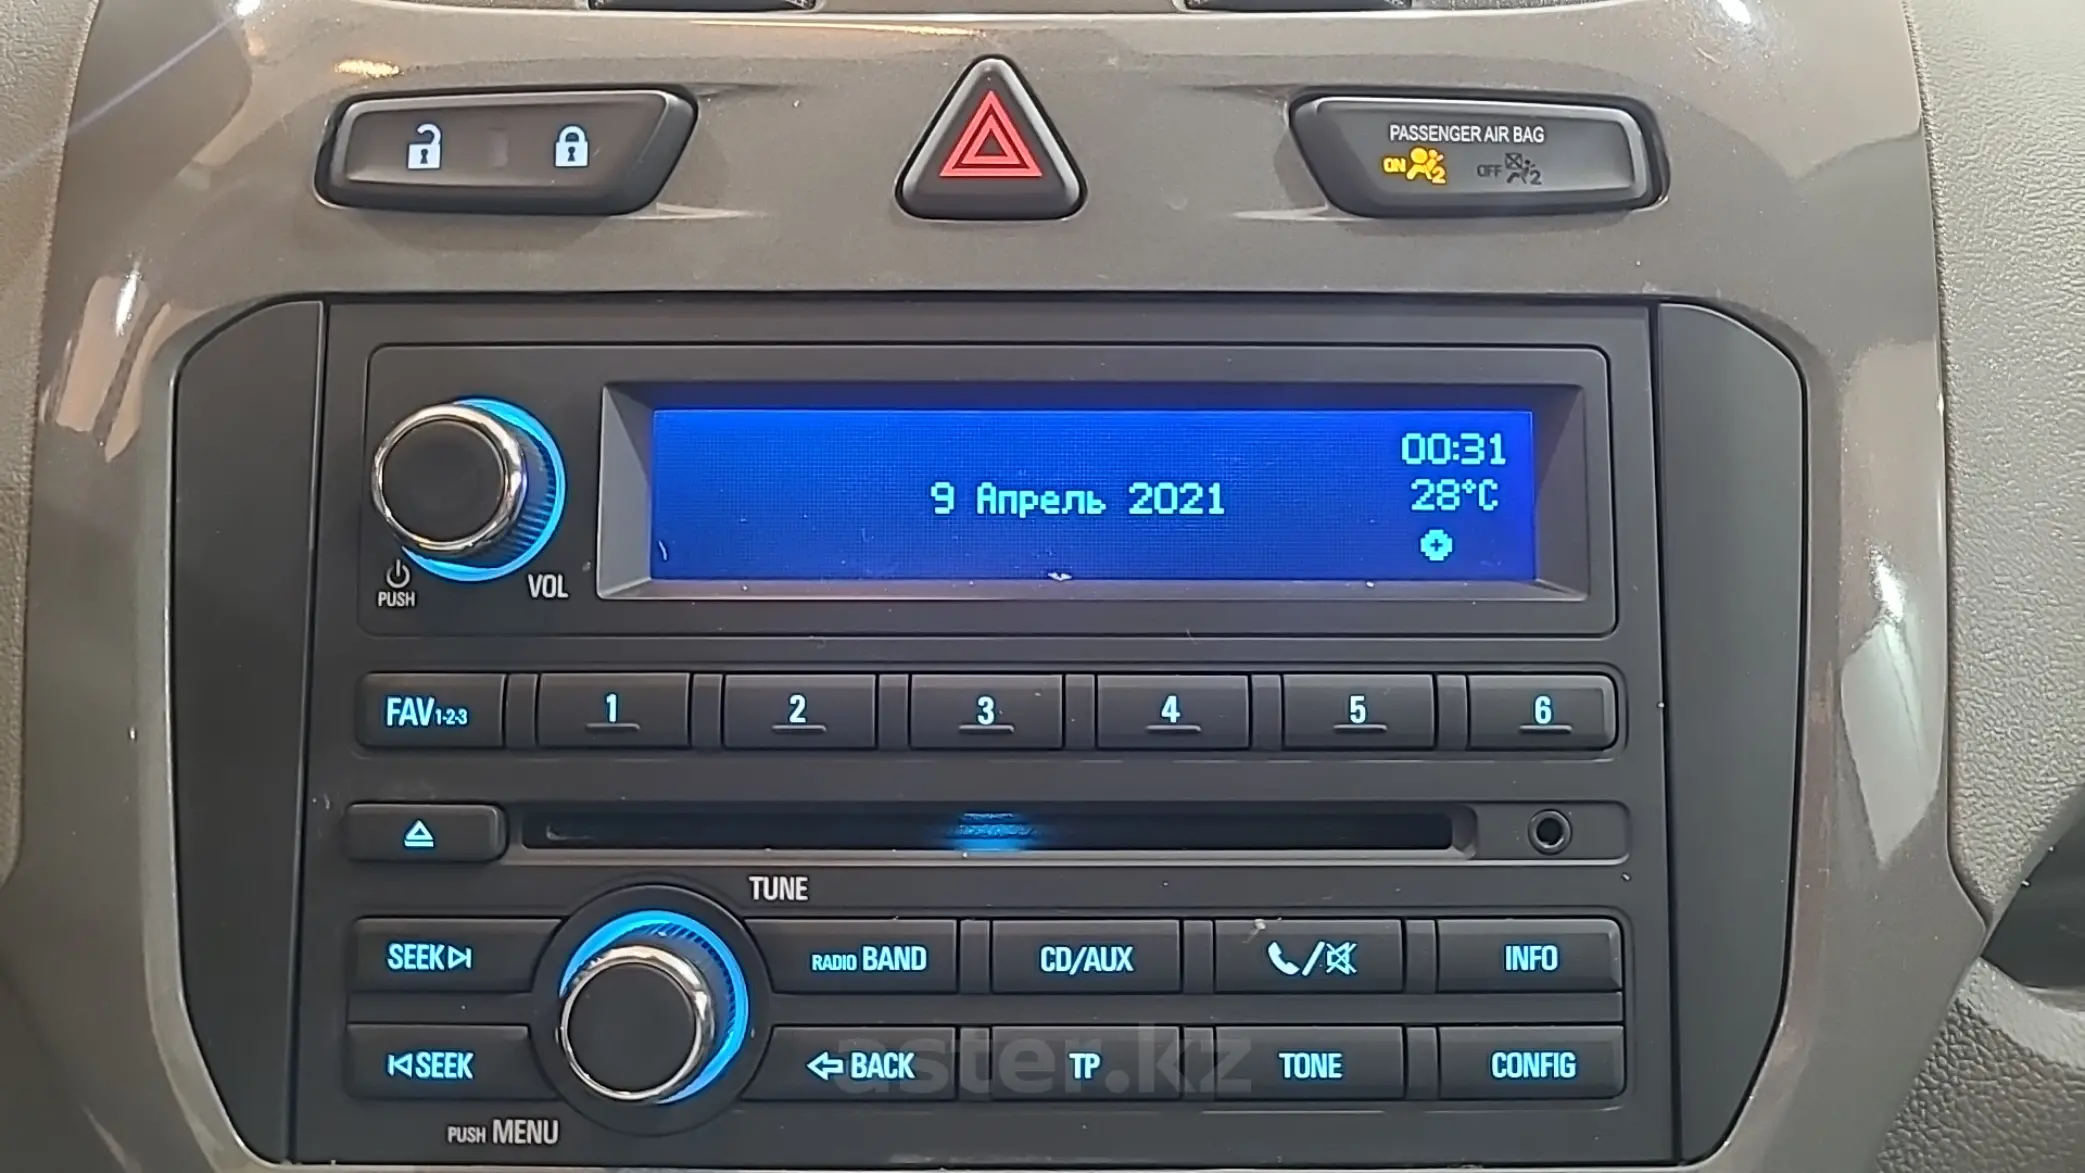 PASSENGER AIR BAG
ON 2 OFF 2
00:31
9 Апрель 2021
28°C
PUSH
VOL
FAV1-2-3 1 2 3 4 5 6
TUNE
SEEK RADIO BAND CD/AUX / INFO
SEEK BACK TP TONE CONFIG
aster.kz
PUSH MENU